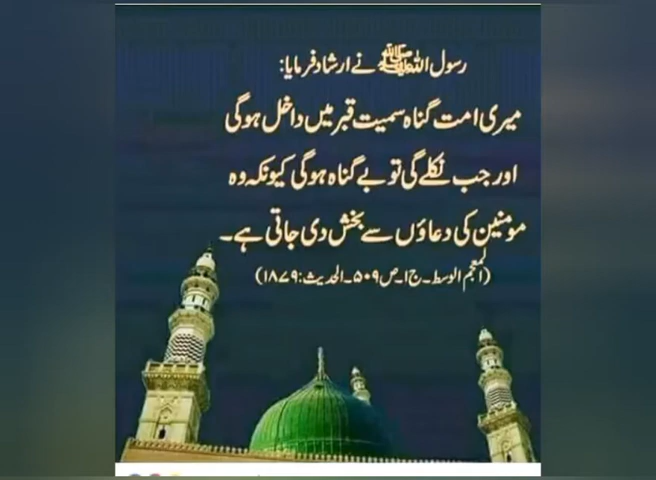 رسول اللہ ﷺ نے ارشاد فرمایا:
میری امت گناہ سمیت قبر میں داخل ہوگی
اور جب نکلے گی تو بے گناہ ہوگی کیونکہ وہ
مومنین کی دعاؤں سے بخش دی جاتی ہے۔
(المعجم الوسط۔ج۱۔ص۵۰۹۔الحدیث:۱۸۷۹)